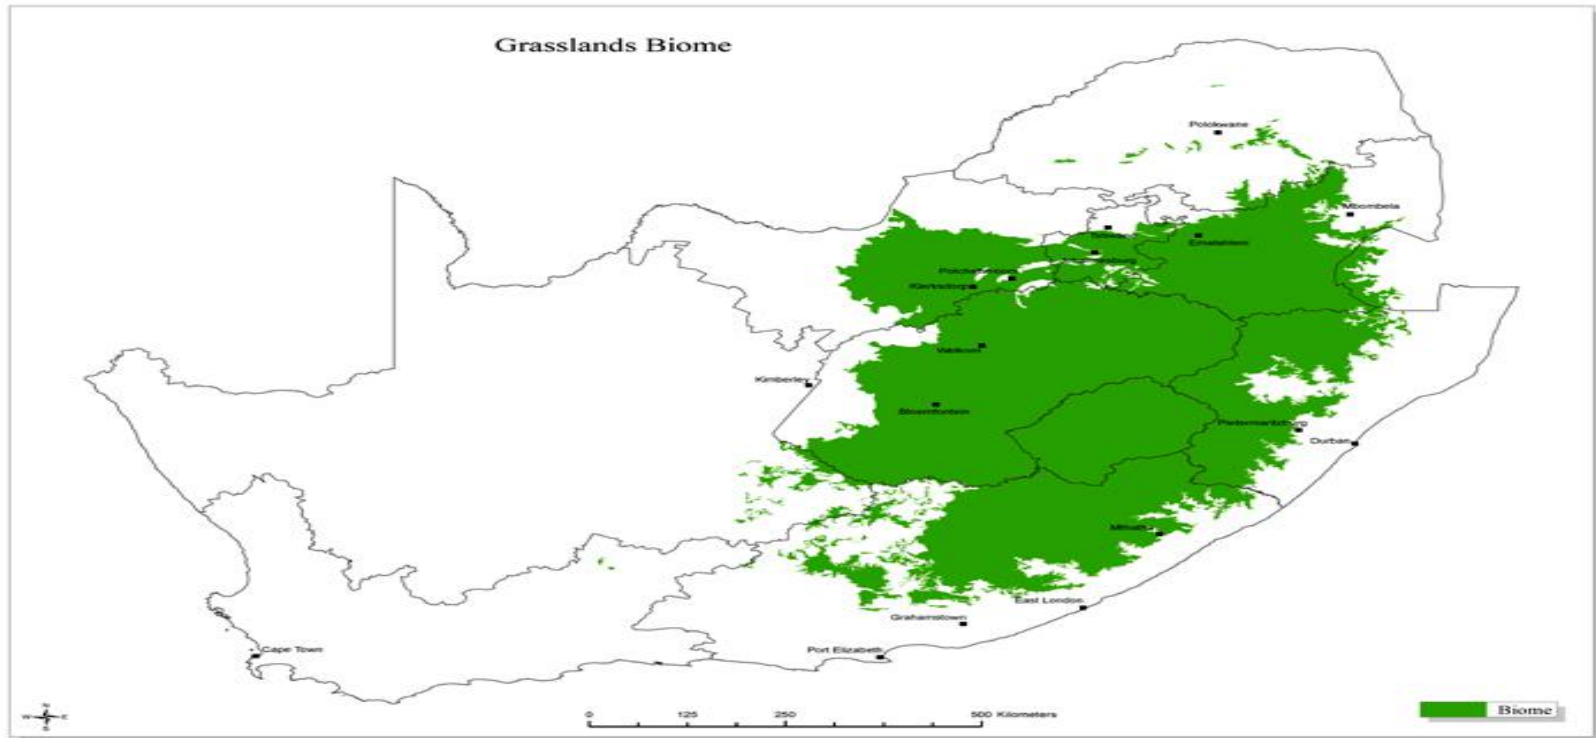 Grasslands Biome
Polokwane
Mbombela
Emalahleni
Potchefstroom
Klerksdorp
Welkom
Kimberley
Bloemfontein
Pietermaritzburg
Durban
Mthatha
East London
Grahamstown
Port Elizabeth
Cape Town
N
W E
S
0 125 250 500 Kilometers
Biome